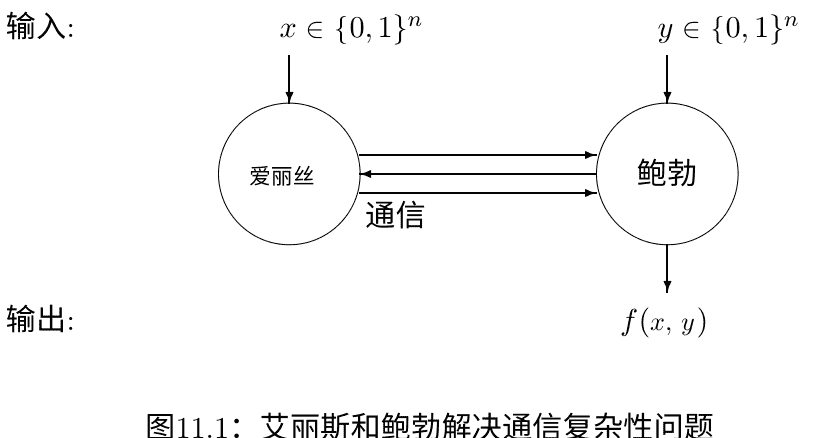 输入: x ∈ {0, 1}ⁿ y ∈ {0, 1}ⁿ
爱丽丝 鲍勃
通信
输出: f(x, y)
图11.1：艾丽斯和鲍勃解决通信复杂性问题